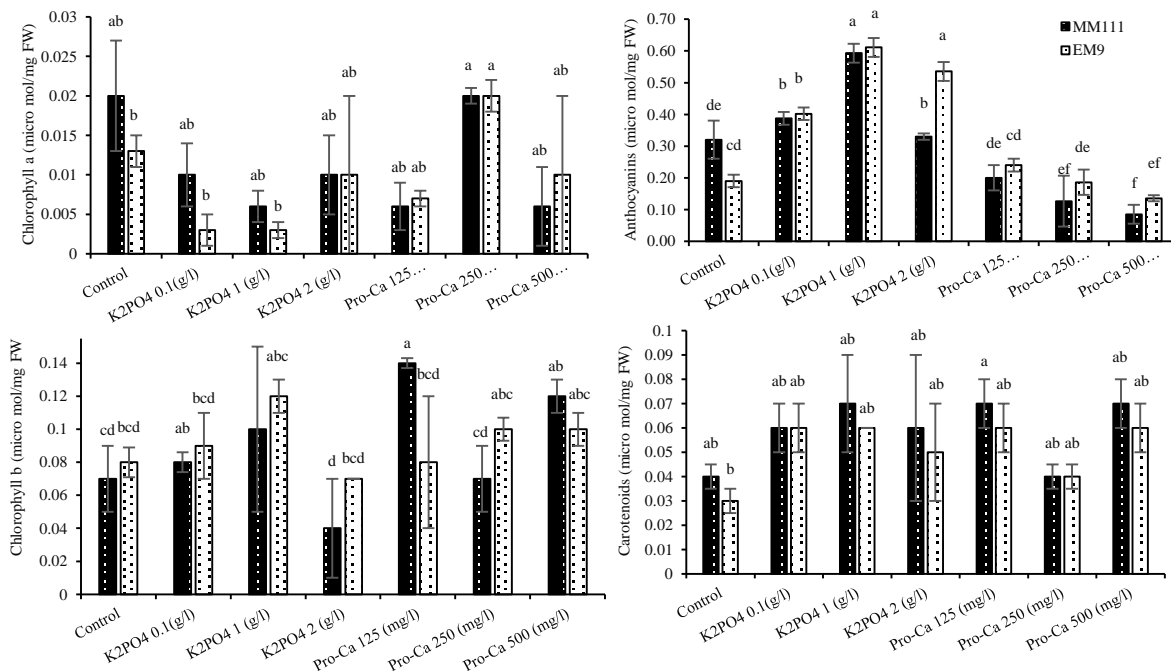 Chlorophyll a (micro mol/mg FW)
0.03
0.025
0.02
0.015
0.01
0.005
0
ab
b
ab
b
ab
b
ab
ab
ab
ab
a
a
ab
ab
Control
K2PO4 0.1(g/l)
K2PO4 1 (g/l)
K2PO4 2 (g/l)
Pro-Ca 125…
Pro-Ca 250…
Pro-Ca 500…
Anthocyanins (micro mol/mg FW)
0.70
0.60
0.50
0.40
0.30
0.20
0.10
0.00
de
cd
b
b
a
a
b
a
de
cd
ef
de
f
ef
MM111
EM9
Control
K2PO4 0.1(g/l)
K2PO4 1 (g/l)
K2PO4 2 (g/l)
Pro-Ca 125…
Pro-Ca 250…
Pro-Ca 500…
Chlorophyll b (micro mol/mg FW
0.14
0.12
0.1
0.08
0.06
0.04
0.02
0
cd
bcd
ab
bcd
ab
abc
d
bcd
a
bcd
cd
abc
ab
abc
Control
K2PO4 0.1(g/l)
K2PO4 1 (g/l)
K2PO4 2 (g/l)
Pro-Ca 125 (mg/l)
Pro-Ca 250 (mg/l)
Pro-Ca 500 (mg/l)
Carotenoids (micro mol/mg FW)
0.1
0.09
0.08
0.07
0.06
0.05
0.04
0.03
0.02
0.01
0
ab
b
ab
ab
ab
ab
ab
ab
a
ab
ab
ab
ab
ab
Control
K2PO4 0.1(g/l)
K2PO4 1 (g/l)
K2PO4 2 (g/l)
Pro-Ca 125 (mg/l)
Pro-Ca 250 (mg/l)
Pro-Ca 500 (mg/l)